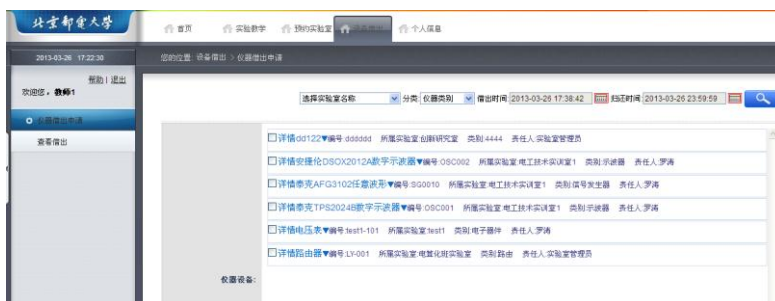 北京邮电大学
首页 实验教学 预约实验室 设备借出 个人信息
2013-03-26 17:22:30
您的位置: 设备借出 > 仪器借出申请
帮助 | 退出
欢迎您，教师1
选择实验室名称 分类 仪器类别 借出时间 2013-03-26 17:38:42 归还时间 2013-03-26 23:59:59
仪器借出申请
查看借出
详情dd122▼编号:dddddd 所属实验室:创新研究室 类别:4444 责任人:实验室管理员
详情安捷伦DSOX2012A数字示波器▼编号:OSC002 所属实验室:电工技术实训室1 类别:示波器 责任人:罗涛
详情泰克AFG3102任意波形▼编号:SG0010 所属实验室:电工技术实训室1 类别:信号发生器 责任人:罗涛
详情泰克TPS2024B数字示波器▼编号:OSC001 所属实验室:电工技术实训室1 类别:示波器 责任人:罗涛
详情电压表▼编号:test1-101 所属实验室:test1 类别:电子器件 责任人:罗涛
详情路由器▼编号:LY-001 所属实验室:电算化班实验室 类别:路由 责任人:实验室管理员
仪器设备: